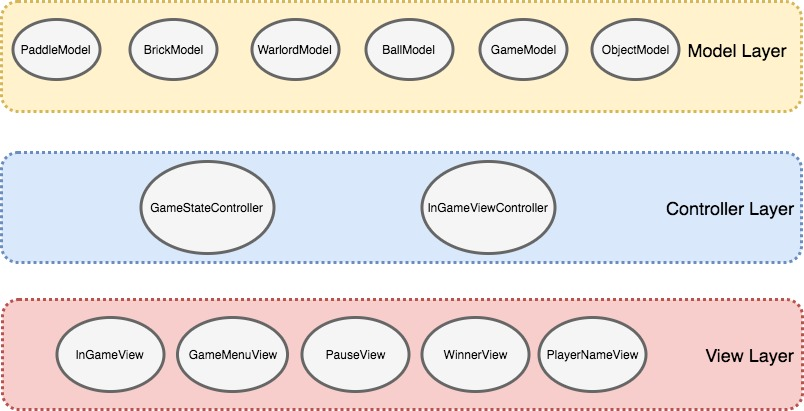 PaddleModel
BrickModel
WarlordModel
BallModel
GameModel
ObjectModel
Model Layer
GameStateController
InGameViewController
Controller Layer
InGameView
GameMenuView
PauseView
WinnerView
PlayerNameView
View Layer